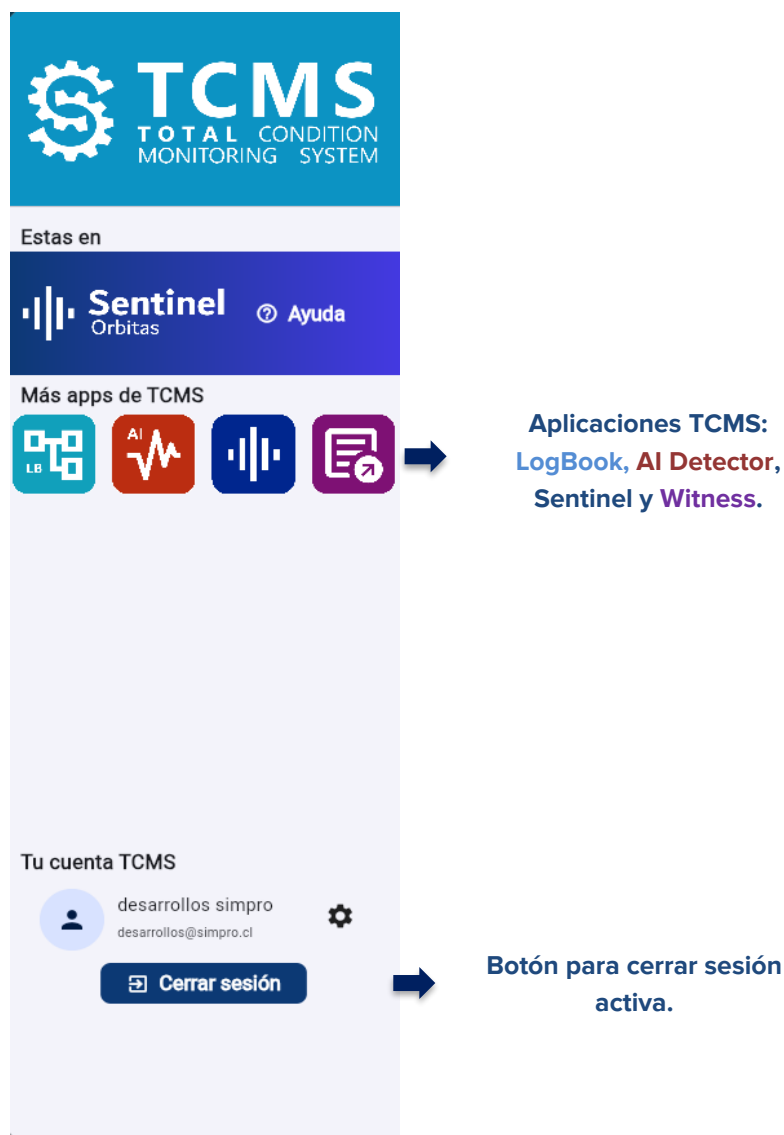 TCMS
TOTAL CONDITION
MONITORING SYSTEM
Estas en
Sentinel
Orbitas
Ayuda
Más apps de TCMS
LB
AI
Aplicaciones TCMS:
LogBook, AI Detector,
Sentinel y Witness.
Tu cuenta TCMS
desarrollos simpro
desarrollos@simpro.cl
Cerrar sesión
Botón para cerrar sesión
activa.